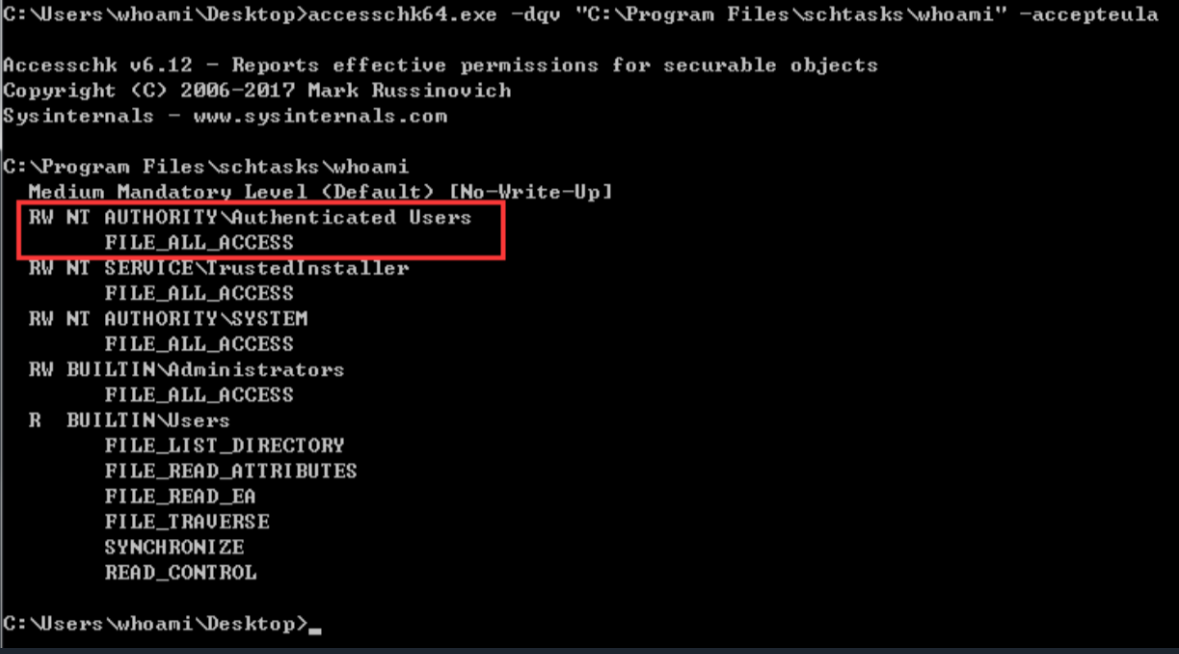 C:\Users\whoami\Desktop>accesschk64.exe -dqv "C:\Program Files\schtasks\whoami" -accepteula
Accesschk v6.12 - Reports effective permissions for securable objects
Copyright (C) 2006-2017 Mark Russinovich
Sysinternals - www.sysinternals.com
C:\Program Files\schtasks\whoami
Medium Mandatory Level (Default) [No-Write-Up]
RW NT AUTHORITY\Authenticated Users
FILE_ALL_ACCESS
RW NT SERVICE\TrustedInstaller
FILE_ALL_ACCESS
RW NT AUTHORITY\SYSTEM
FILE_ALL_ACCESS
RW BUILTIN\Administrators
FILE_ALL_ACCESS
R  BUILTIN\Users
FILE_LIST_DIRECTORY
FILE_READ_ATTRIBUTES
FILE_READ_EA
FILE_TRAVERSE
SYNCHRONIZE
READ_CONTROL
C:\Users\whoami\Desktop>_